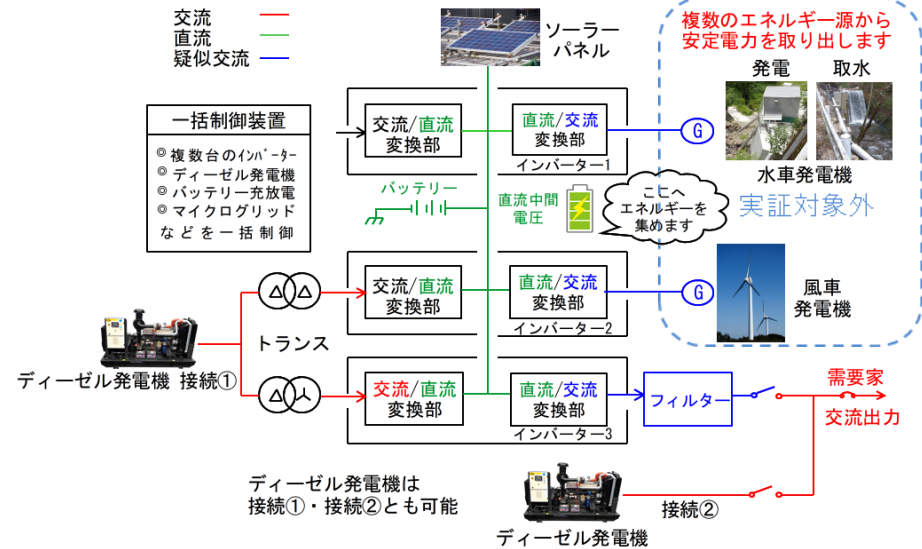 交流
直流
疑似交流
ソーラー
パネル
複数のエネルギー源から
安定電力を取り出します
発電
取水
水車発電機
実証対象外
風車
発電機
一括制御装置
◎複数台のｲﾝﾊﾞｰﾀｰ
◎ディーゼル発電機
◎バッテリー充放電
◎マイクログリッド
などを一括制御
交流/直流
変換部
直流/交流
変換部
インバーター1
G
バッテリー
直流中間
電圧
ここへ
エネルギーを
集めます
交流/直流
変換部
直流/交流
変換部
インバーター2
G
トランス
ディーゼル発電機 接続①
交流/直流
変換部
直流/交流
変換部
インバーター3
フィルター
需要家
交流出力
ディーゼル発電機は
接続①・接続②とも可能
接続②
ディーゼル発電機